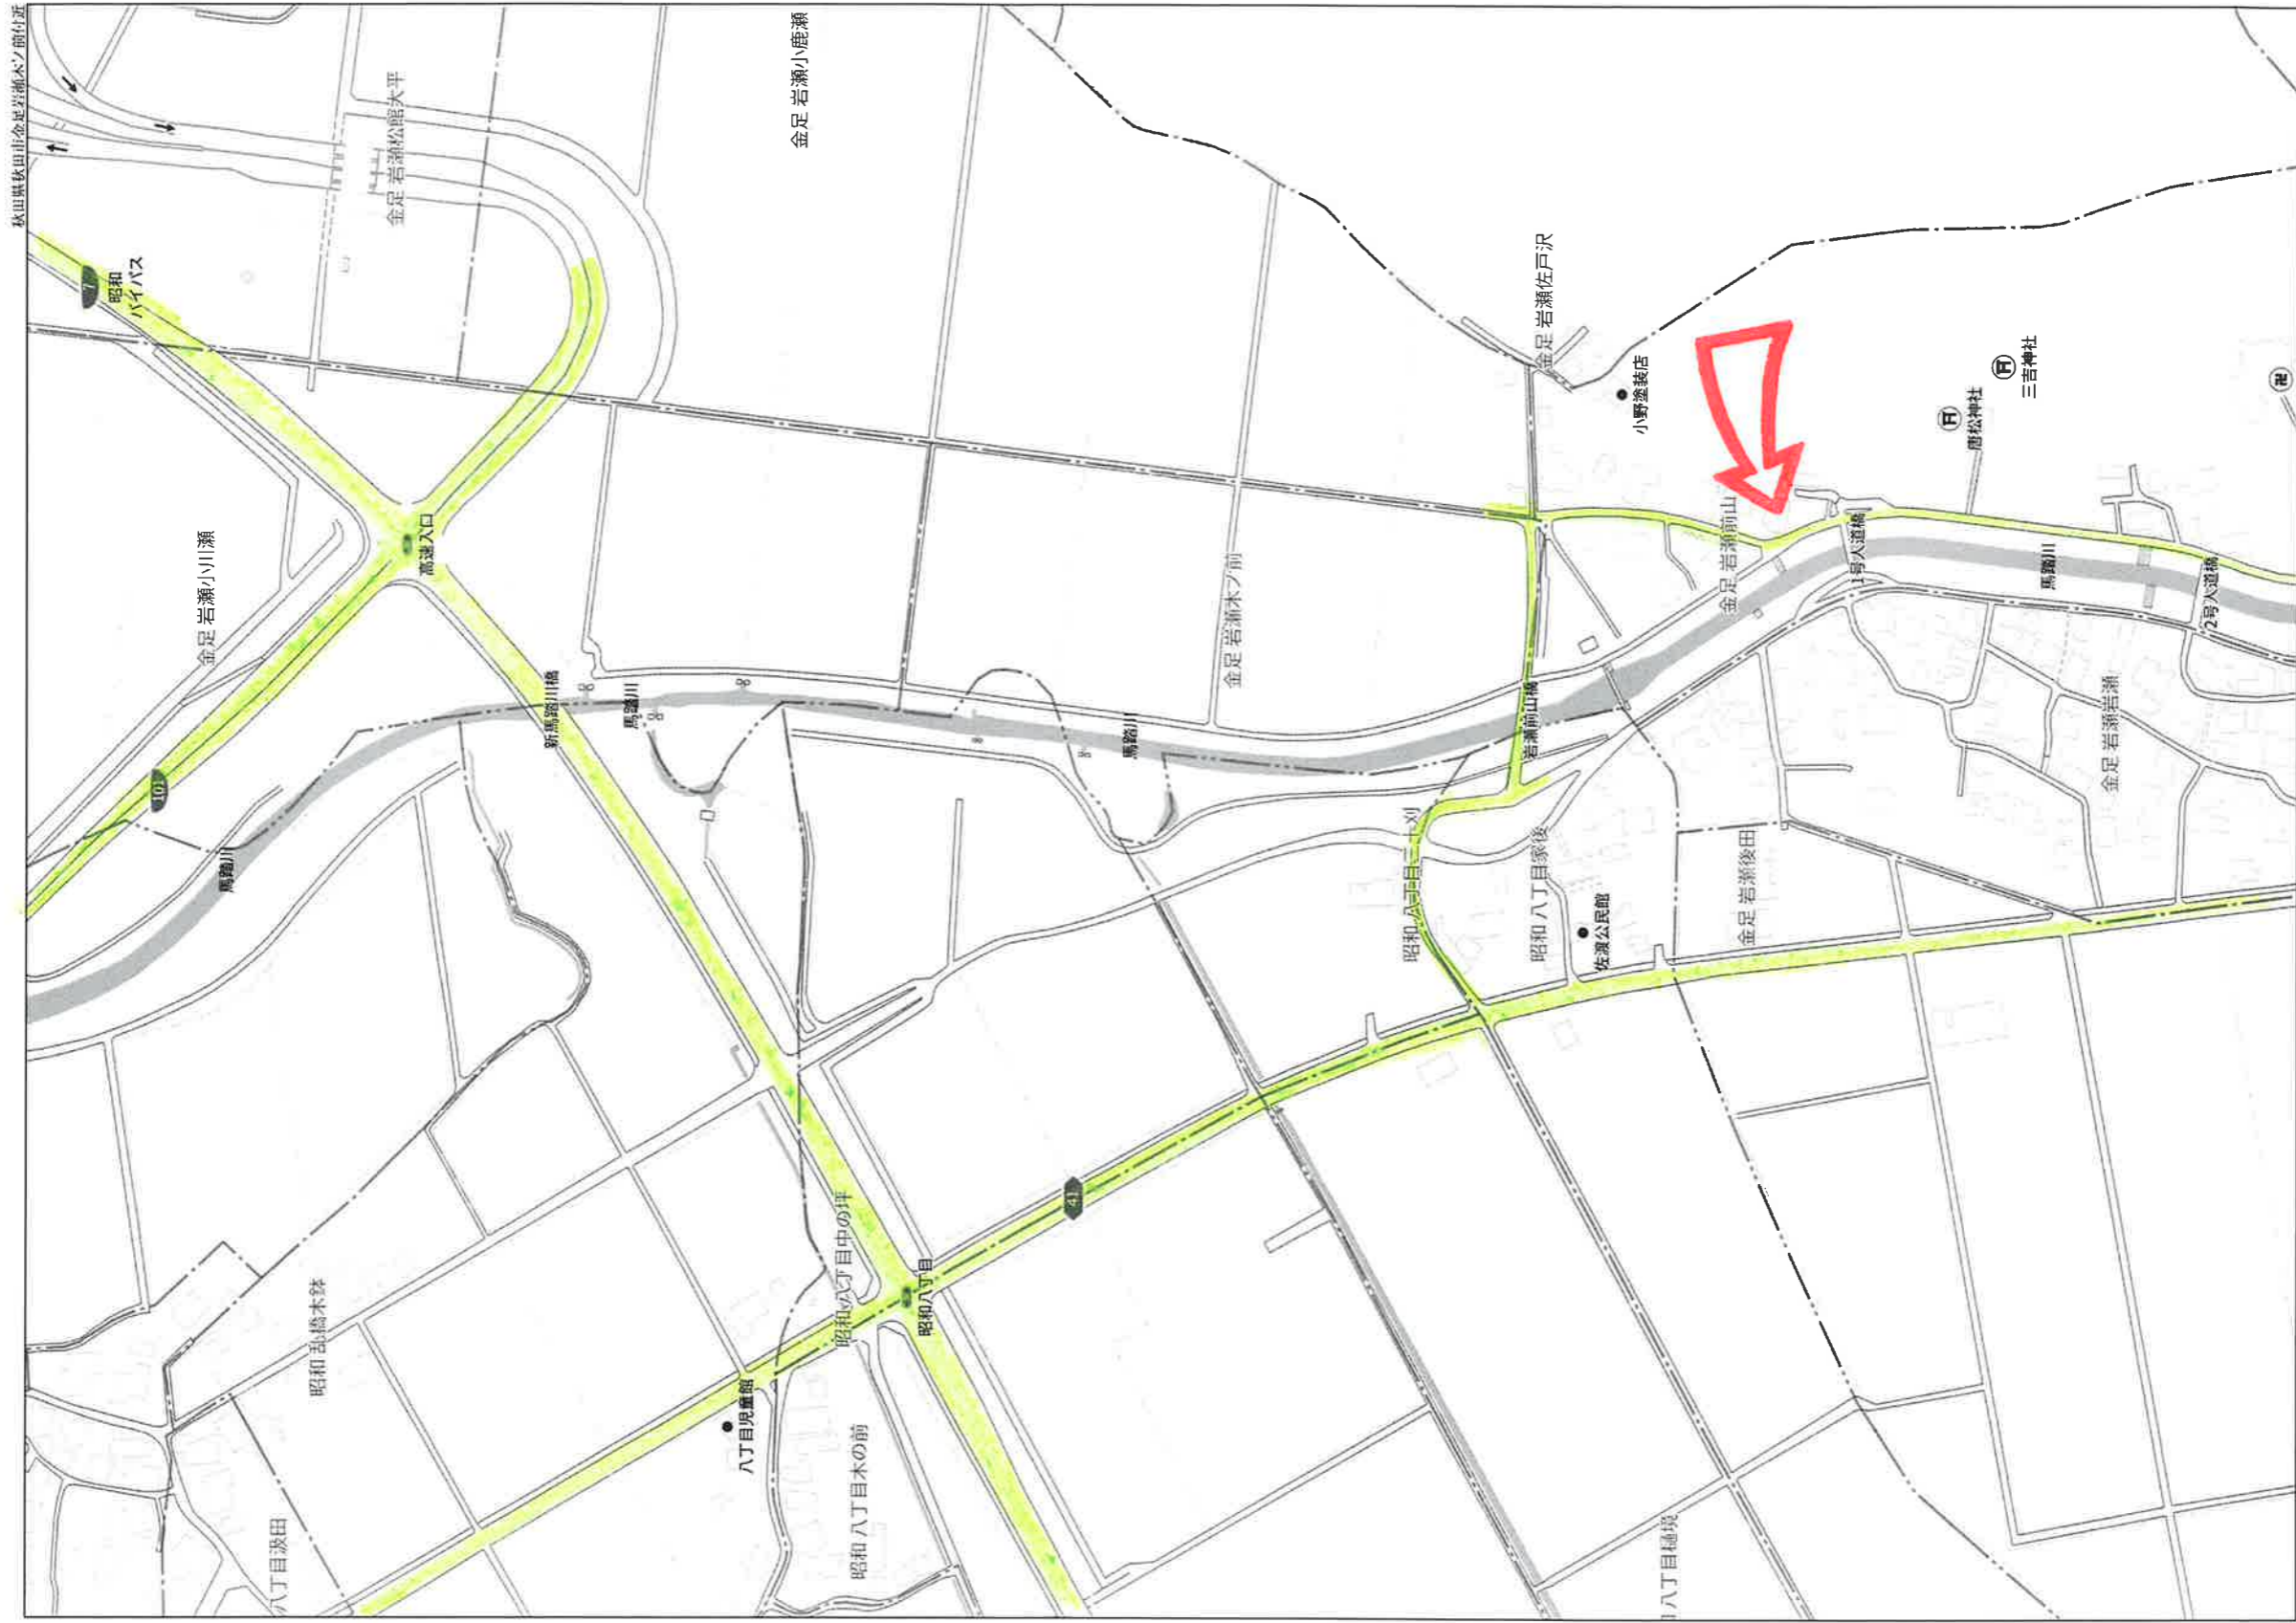 秋田県秋田市金足岩瀬木ノ前付近
7
昭和
バイパス
金足 岩瀬松館大平
金足 岩瀬小鹿瀬
金足 岩瀬小川瀬
高速入口
101
馬踏川
新馬踏川橋
馬踏川
馬踏川
金足 岩瀬木ノ前
金足 岩瀬佐戸沢
小野塗装店
金足 岩瀬前山
1号人道橋
唐松神社
三吉神社
卍
馬踏川
2号人道橋
岩瀬前山橋
金足 岩瀬岩瀬
昭和 八丁目二十刈
昭和 八丁目家後
佐渡公民館
金足 岩瀬後田
41
昭和 八丁目中の坪
昭和八丁目
昭和 乱橋木鉢
八丁目児童館
昭和 八丁目木の前
八丁目汲田
八丁目樋境